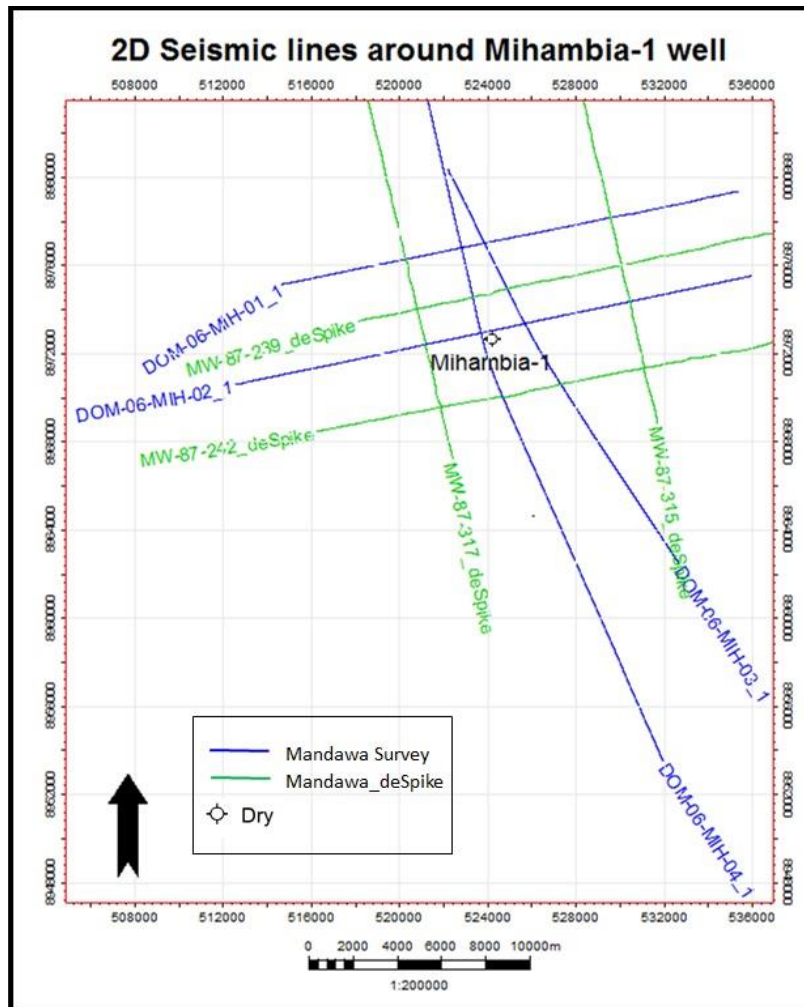 2D Seismic lines around Mihambia-1 well
508000 512000 516000 520000 524000 528000 532000 536000
DOM-06-MIH-01_1
MW-87-239_deSpike
DOM-06-MIH-02_1
Mihambia-1
MW-87-242_deSpike
MW-87-317_deSpike
MW-87-315_deSpike
DOM-06-MIH-03_1
DOM-06-MIH-04_1
Mandawa Survey
Mandawa_deSpike
Dry
508000 512000 516000 520000 524000 528000 532000 536000
0 2000 4000 6000 8000 10000m
1:200000